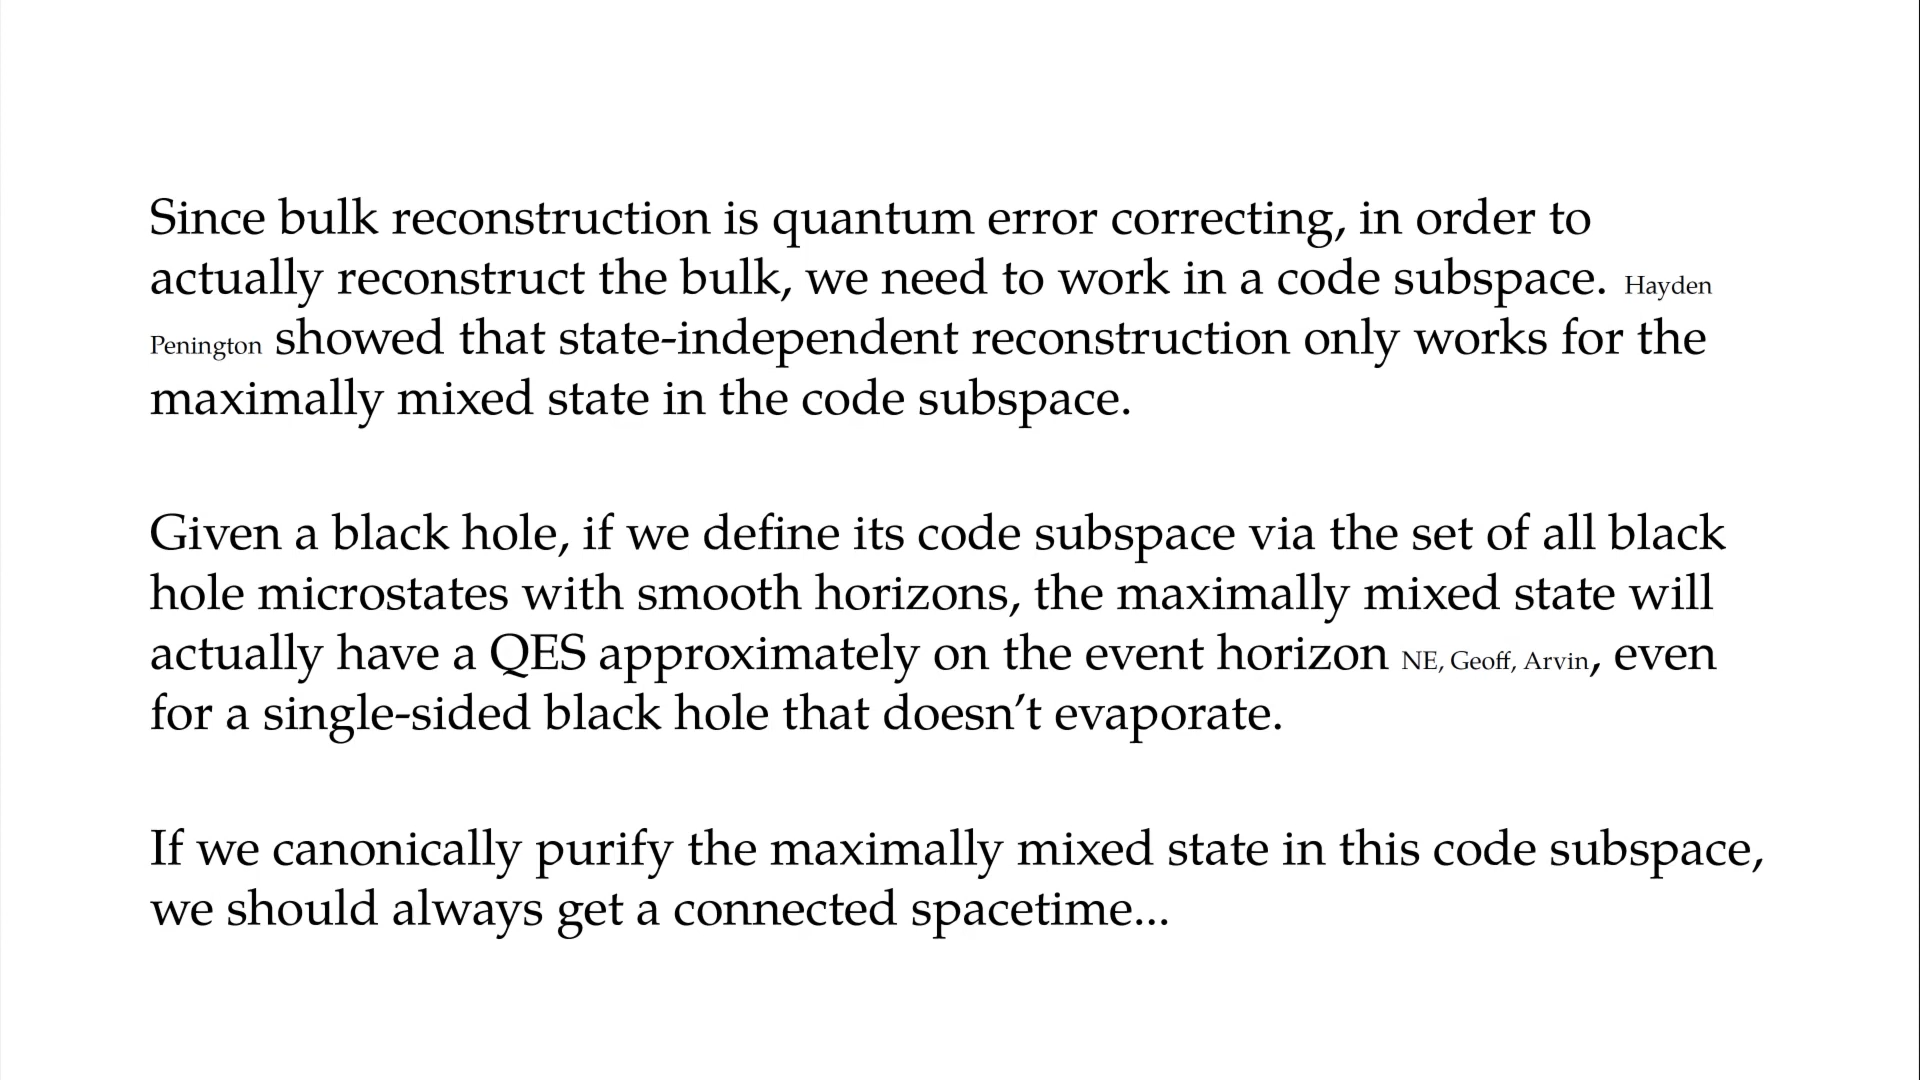 Since bulk reconstruction is quantum error correcting, in order to
actually reconstruct the bulk, we need to work in a code subspace. Hayden
Penington showed that state-independent reconstruction only works for the
maximally mixed state in the code subspace.
Given a black hole, if we define its code subspace via the set of all black
hole microstates with smooth horizons, the maximally mixed state will
actually have a QES approximately on the event horizon NE, Geoff, Arvin, even
for a single-sided black hole that doesn’t evaporate.
If we canonically purify the maximally mixed state in this code subspace,
we should always get a connected spacetime...